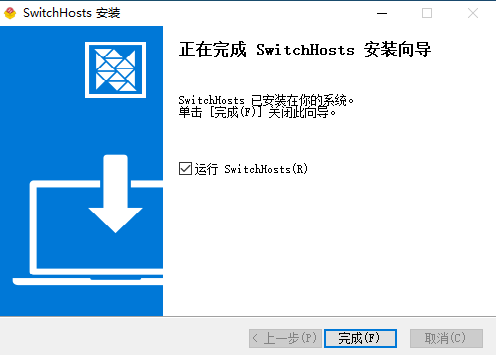 SwitchHosts 安装
正在完成 SwitchHosts 安装向导
SwitchHosts 已安装在你的系统。
单击 [完成(F)] 关闭此向导。
运行 SwitchHosts(R)
< 上一步(P) 完成(F) 取消(C)